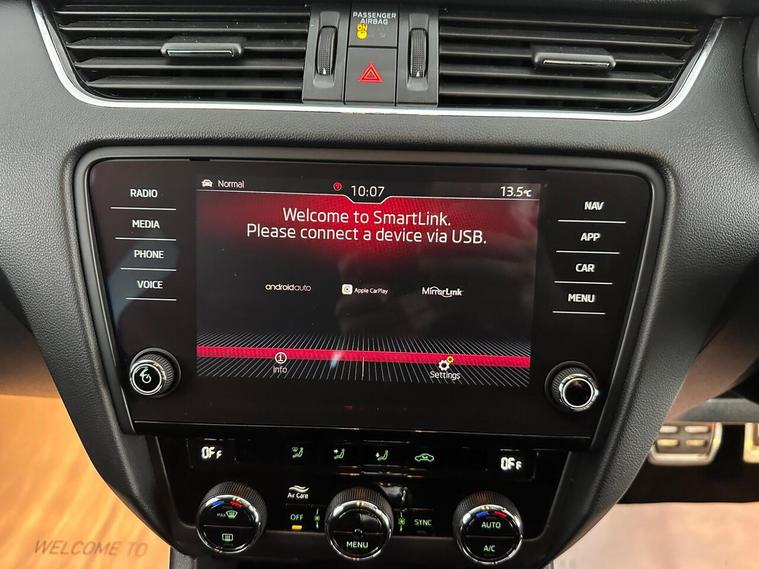 PASSENGER
AIRBAG
ON
RADIO
MEDIA
PHONE
VOICE
Normal
10:07
13.5°C
Welcome to SmartLink.
Please connect a device via USB.
androidauto
Apple CarPlay
MirrorLink
Info
Settings
NAV
APP
CAR
MENU
OFF
OFF
Air Care
OFF
SYNC
MAX
MENU
AUTO
A/C
WELCOME TO